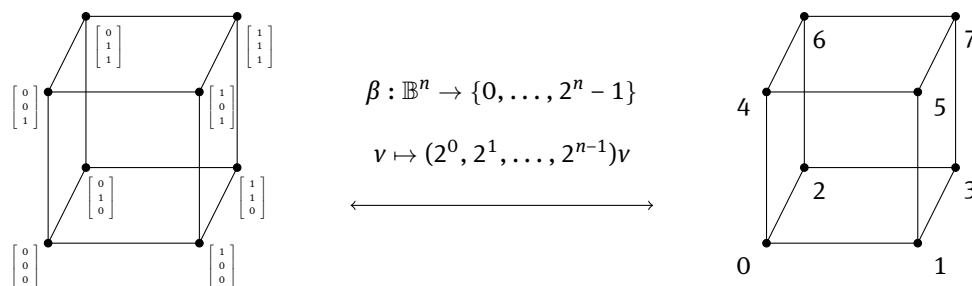 [0 1 1]
[1 1 1]
[0 0 1]
[1 0 1]
[0 1 0]
[1 1 0]
[0 0 0]
[1 0 0]
β : 𝔹ⁿ → {0, . . . , 2ⁿ − 1}
v ↦ (2⁰, 2¹, . . . , 2ⁿ⁻¹)v
6
7
4
5
2
3
0
1